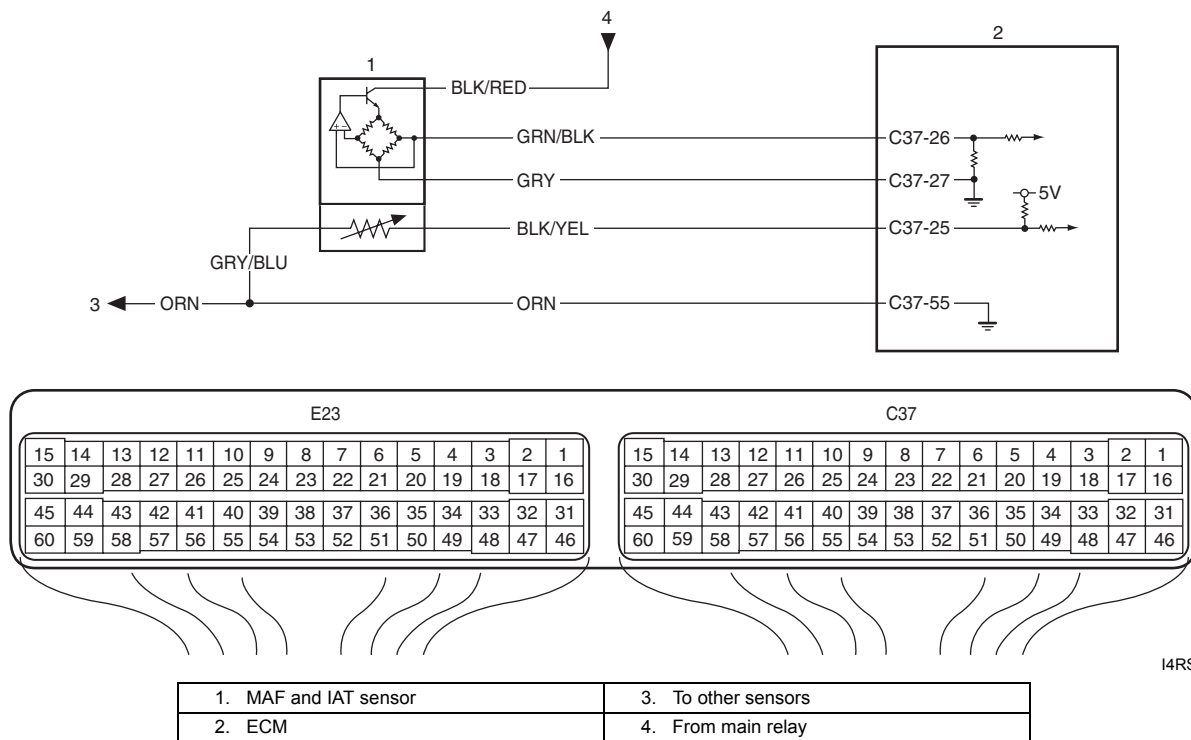 4
2
1
BLK/RED
GRN/BLK
C37-26
GRY
C37-27
5V
BLK/YEL
C37-25
GRY/BLU
3
ORN
ORN
C37-55
E23
C37
15 14 13 12 11 10 9 8 7 6 5 4 3 2 1
15 14 13 12 11 10 9 8 7 6 5 4 3 2 1
30 29 28 27 26 25 24 23 22 21 20 19 18 17 16
30 29 28 27 26 25 24 23 22 21 20 19 18 17 16
45 44 43 42 41 40 39 38 37 36 35 34 33 32 31
45 44 43 42 41 40 39 38 37 36 35 34 33 32 31
60 59 58 57 56 55 54 53 52 51 50 49 48 47 46
60 59 58 57 56 55 54 53 52 51 50 49 48 47 46
I4RS
1. MAF and IAT sensor
3. To other sensors
2. ECM
4. From main relay